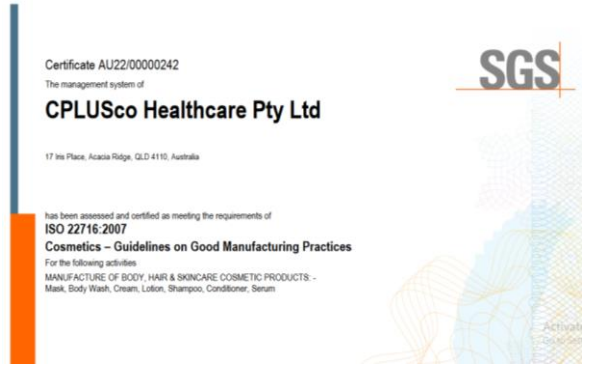 Certificate AU22/00000242
SGS
The management system of
CPLUSco Healthcare Pty Ltd
17 Iris Place, Acacia Ridge, QLD 4110, Australia
has been assessed and certified as meeting the requirements of
ISO 22716:2007
Cosmetics – Guidelines on Good Manufacturing Practices
For the following activities
MANUFACTURE OF BODY, HAIR & SKINCARE COSMETIC PRODUCTS: -
Mask, Body Wash, Cream, Lotion, Shampoo, Conditioner, Serum